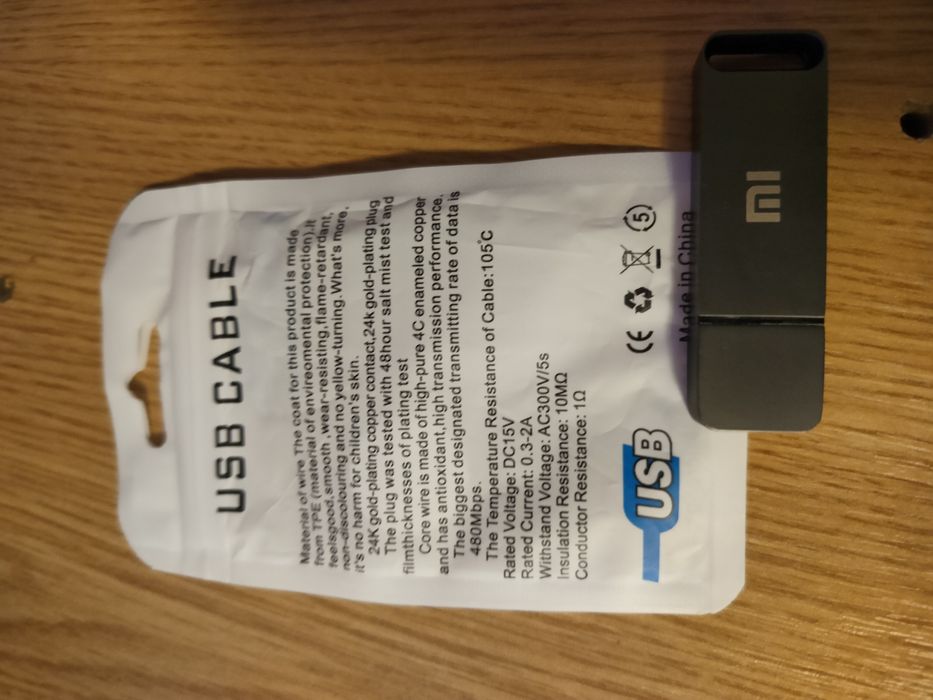 USB CABLE
Material of wire The coat for this product is made
from TPE (material of envireomental protection).it
feelsgood,smooth ,wear-resisting,flame-retardant,
non-discolouring and no yellow-turning. What's more,
it's no harm for children's skin.
24K gold-plating copper contact,24k gold-plating plug
The plug was tested with 48hour salt mist test and
filmthicknesses of plating test
Core wire is made of high-pure 4C enameled copper
and has antioxidant,high transmission performance.
The biggest designated transmitting rate of data is
480Mbps.
The Temperature Resistance of Cable:105℃
Rated Voltage: DC15V
Rated Current: 0.3-2A
Withstand Voltage: AC300V/5s
Insulation Resistance: 10MΩ
Conductor Resistance: 1Ω
USB
CE 5
Made in China
MI